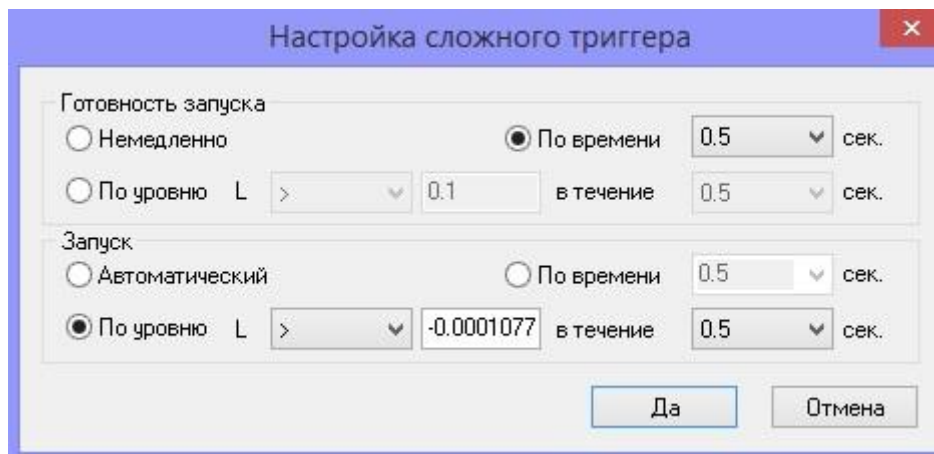 Настройка сложного триггера
Готовность запуска
Немедленно По времени 0.5 сек.
По уровню L > 0.1 в течение 0.5 сек.
Запуск
Автоматический По времени 0.5 сек.
По уровню L > -0.0001077 в течение 0.5 сек.
Да Отмена